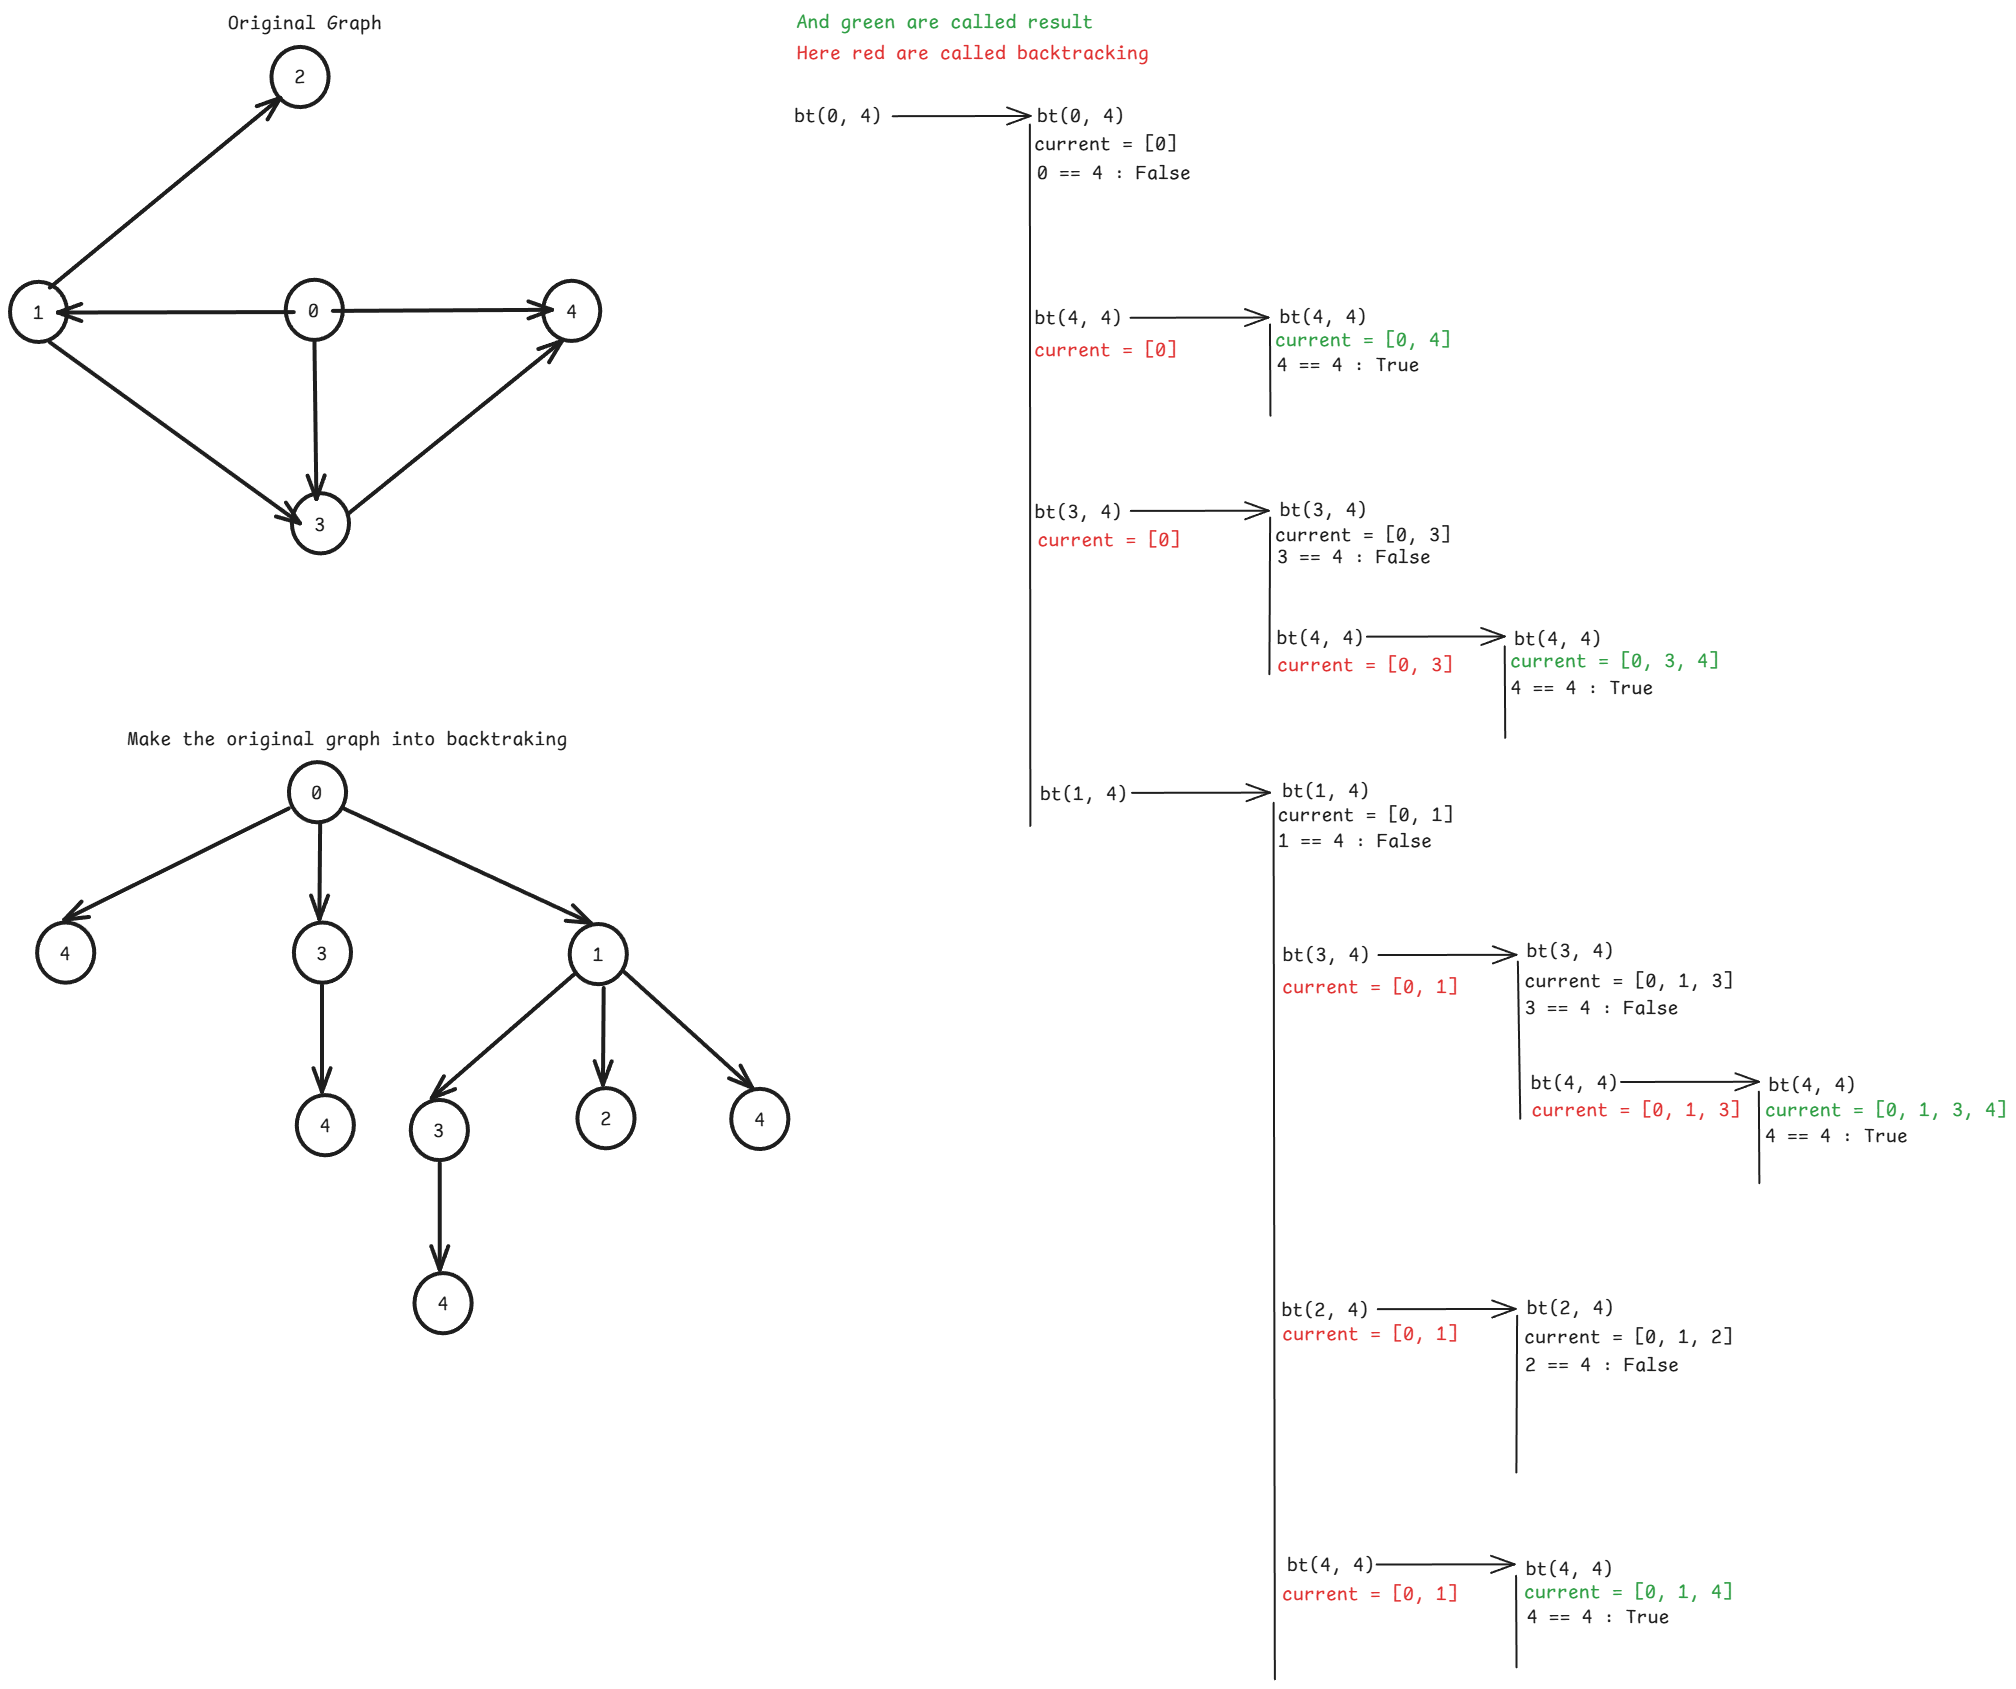 Original Graph
2
1
0
4
3
Make the original graph into backtraking
0
4
3
1
4
3
2
4
4
And green are called result
Here red are called backtracking
bt(0, 4)
bt(0, 4)
current = [0]
0 == 4 : False
bt(4, 4)
current = [0]
bt(4, 4)
current = [0, 4]
4 == 4 : True
bt(3, 4)
current = [0]
bt(3, 4)
current = [0, 3]
3 == 4 : False
bt(4, 4)
current = [0, 3]
bt(4, 4)
current = [0, 3, 4]
4 == 4 : True
bt(1, 4)
bt(1, 4)
current = [0, 1]
1 == 4 : False
bt(3, 4)
current = [0, 1]
bt(3, 4)
current = [0, 1, 3]
3 == 4 : False
bt(4, 4)
current = [0, 1, 3]
bt(4, 4)
current = [0, 1, 3, 4]
4 == 4 : True
bt(2, 4)
current = [0, 1]
bt(2, 4)
current = [0, 1, 2]
2 == 4 : False
bt(4, 4)
current = [0, 1]
bt(4, 4)
current = [0, 1, 4]
4 == 4 : True